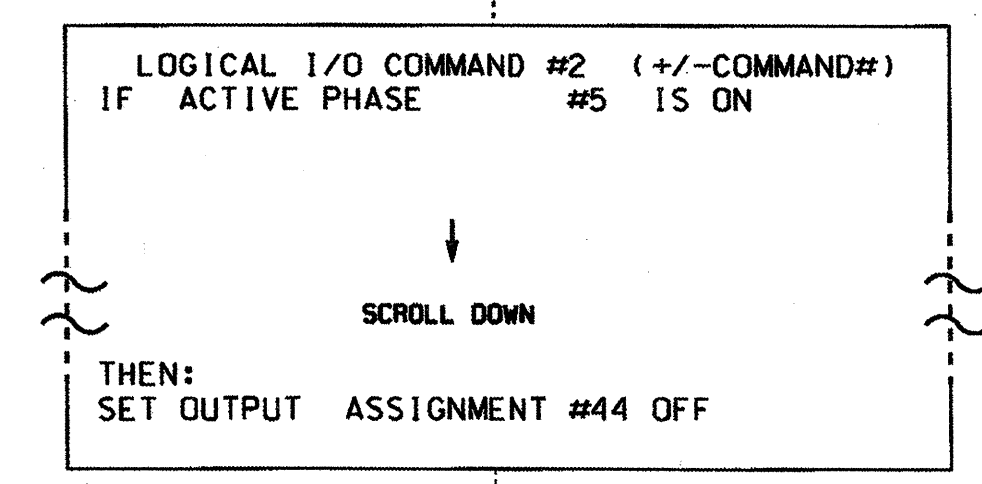 LOGICAL I/O COMMAND #2 (+/-COMMAND#)
IF ACTIVE PHASE #5 IS ON
SCROLL DOWN
THEN:
SET OUTPUT ASSIGNMENT #44 OFF